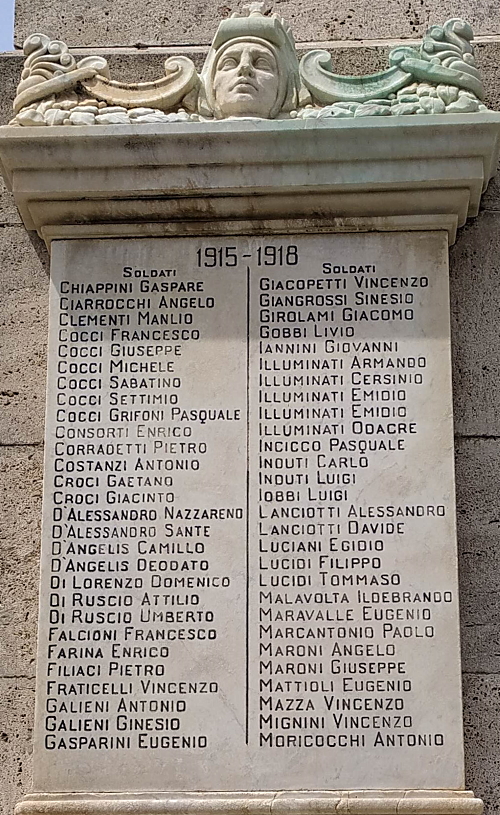 1915-1918
SOLDATI
CHIAPPINI GASPARE
CIARROCCHI ANGELO
CLEMENTI MANLIO
COCCI FRANCESCO
COCCI GIUSEPPE
COCCI MICHELE
COCCI SABATINO
COCCI SETTIMIO
COCCI GRIFONI PASQUALE
CONSORTI ENRICO
CORRADETTI PIETRO
COSTANZI ANTONIO
CROCI GAETANO
CROCI GIACINTO
D'ALESSANDRO NAZZARENO
D'ALESSANDRO SANTE
D'ANGELIS CAMILLO
D'ANGELIS DEODATO
DI LORENZO DOMENICO
DI RUSCIO ATTILIO
DI RUSCIO UMBERTO
FALCIONI FRANCESCO
FARINA ENRICO
FILIACI PIETRO
FRATICELLI VINCENZO
GALIENI ANTONIO
GALIENI GINESIO
GASPARINI EUGENIO
SOLDATI
GIACOPETTI VINCENZO
GIANGROSSI SINESIO
GIROLAMI GIACOMO
GOBBI LIVIO
IANNINI GIOVANNI
ILLUMINATI ARMANDO
ILLUMINATI CERSINIO
ILLUMINATI EMIDIO
ILLUMINATI EMIDIO
ILLUMINATI ODACRE
INCICCO PASQUALE
INDUTI CARLO
INDUTI LUIGI
IOBBI LUIGI
LANCIOTTI ALESSANDRO
LANCIOTTI DAVIDE
LUCIANI EGIDIO
LUCIDI FILIPPO
LUCIDI TOMMASO
MALAVOLTA ILDEBRANDO
MARAVALLE EUGENIO
MARCANTONIO PAOLO
MARONI ANGELO
MARONI GIUSEPPE
MATTIOLI EUGENIO
MAZZA VINCENZO
MIGNINI VINCENZO
MORICOCCHI ANTONIO